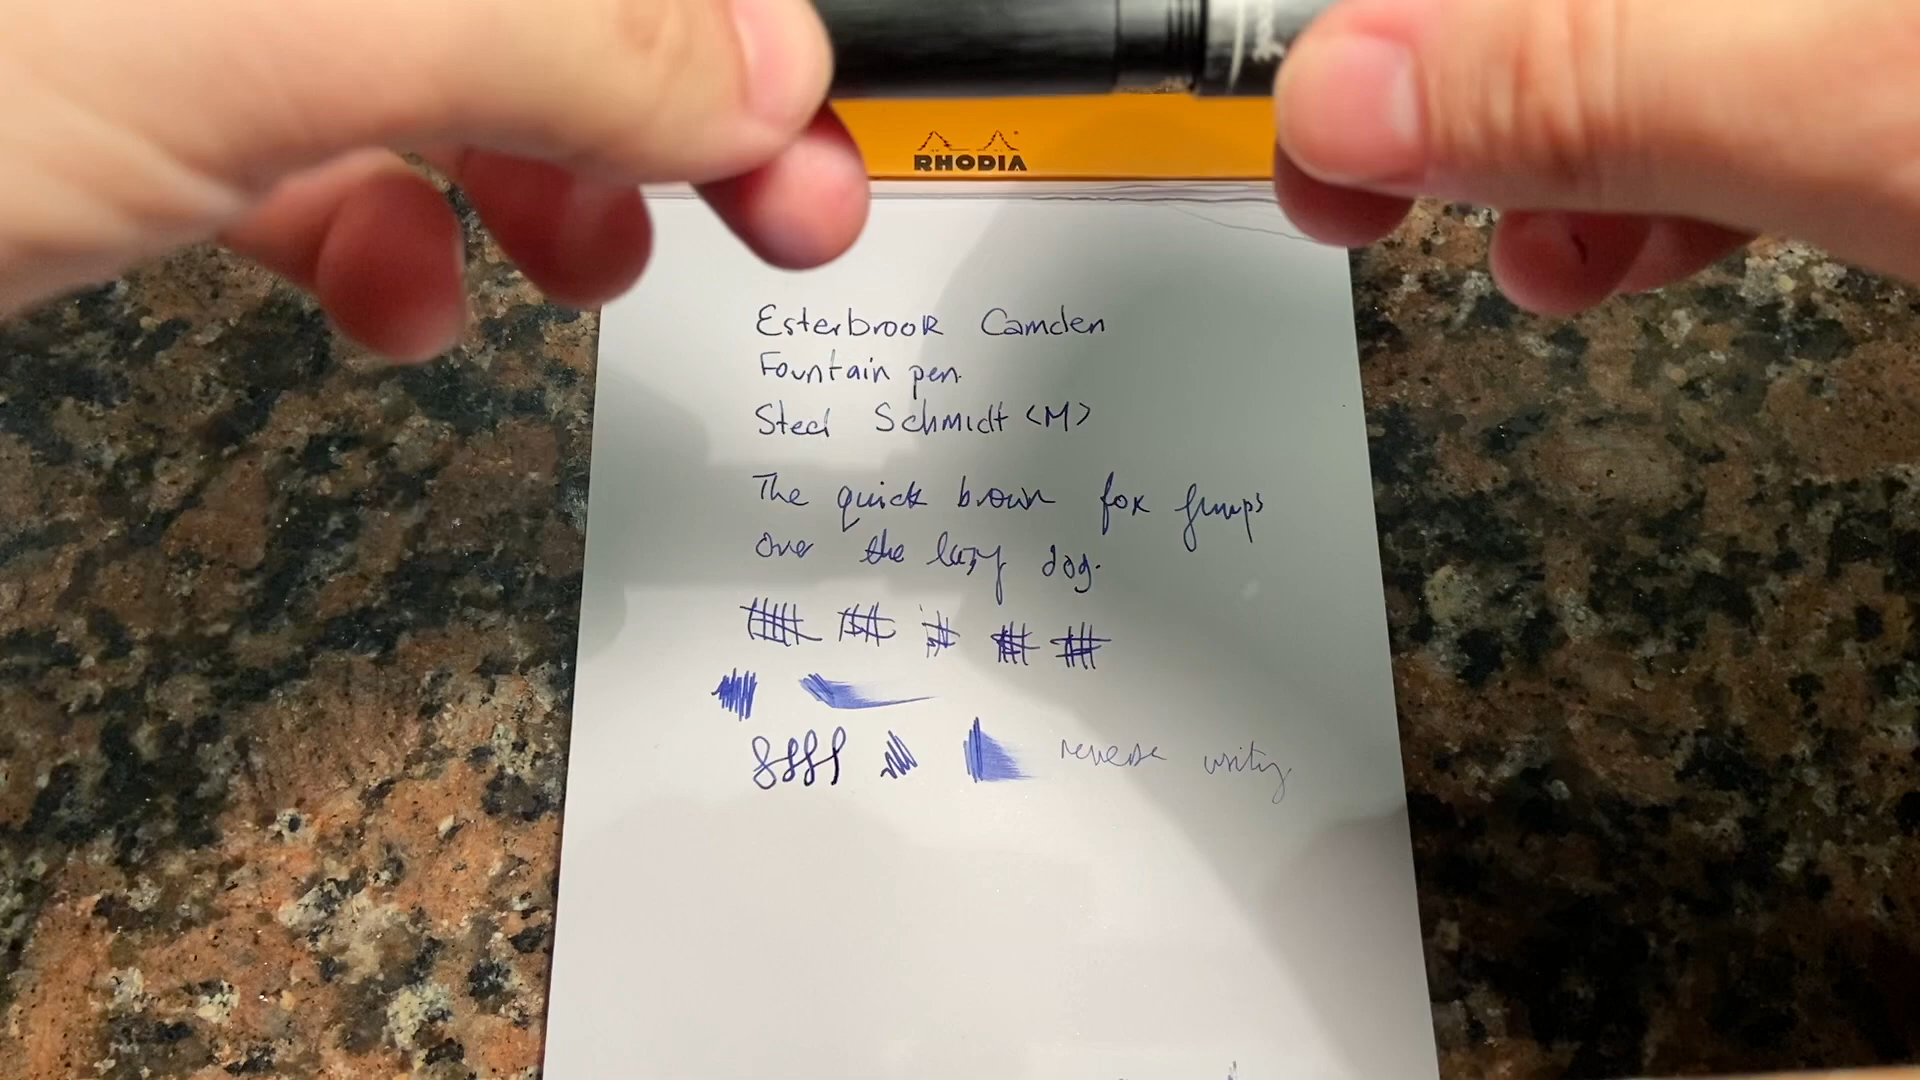 RHODIA
Esterbrook Camden
Fountain pen.
Steel Schmidt <M>
The quick brown fox jumps
over the lazy dog.
reverse writing